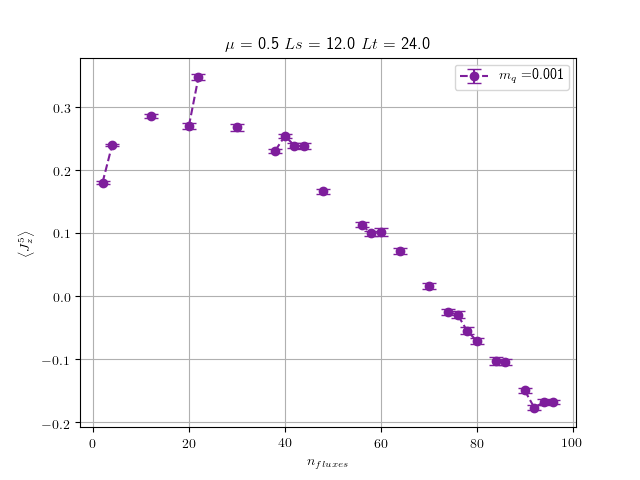 μ = 0.5 Ls = 12.0 Lt = 24.0
m_q =0.001
0.3
0.2
0.1
0.0
−0.1
−0.2
⟨J_z^5⟩
0 20 40 60 80 100
n_fluxes